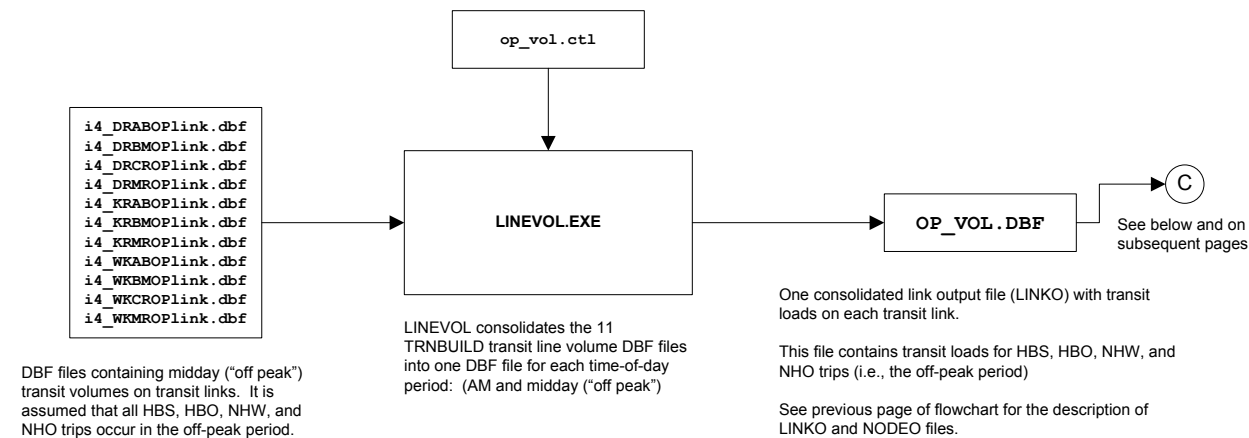 op_vol.ctl
i4_DRABOPlink.dbf
i4_DRBMOPlink.dbf
i4_DRCROPlink.dbf
i4_DRMROPlink.dbf
i4_KRABOPlink.dbf
i4_KRBMOPlink.dbf
i4_KRMROPlink.dbf
i4_WKABOPlink.dbf
i4_WKBMOPlink.dbf
i4_WKCROPlink.dbf
i4_WKMROPlink.dbf
DBF files containing midday (“off peak”)
transit volumes on transit links.  It is
assumed that all HBS, HBO, NHW, and
NHO trips occur in the off-peak period.
LINEVOL.EXE
LINEVOL consolidates the 11
TRNBUILD transit line volume DBF files
into one DBF file for each time-of-day
period:  (AM and midday (“off peak”)
OP_VOL.DBF
One consolidated link output file (LINKO) with transit
loads on each transit link.
This file contains transit loads for HBS, HBO, NHW, and
NHO trips (i.e., the off-peak period)
See previous page of flowchart for the description of
LINKO and NODEO files.
C
See below and on
subsequent pages